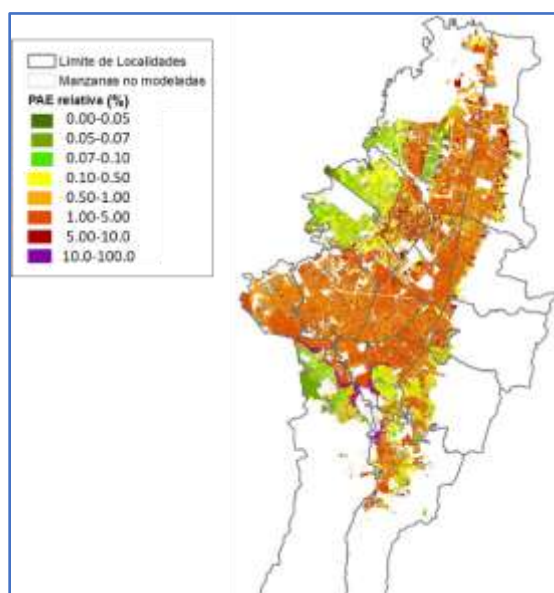 Límite de Localidades
Manzanas no modeladas
PAE relativa (%)
0.00-0.05
0.05-0.07
0.07-0.10
0.10-0.50
0.50-1.00
1.00-5.00
5.00-10.0
10.0-100.0